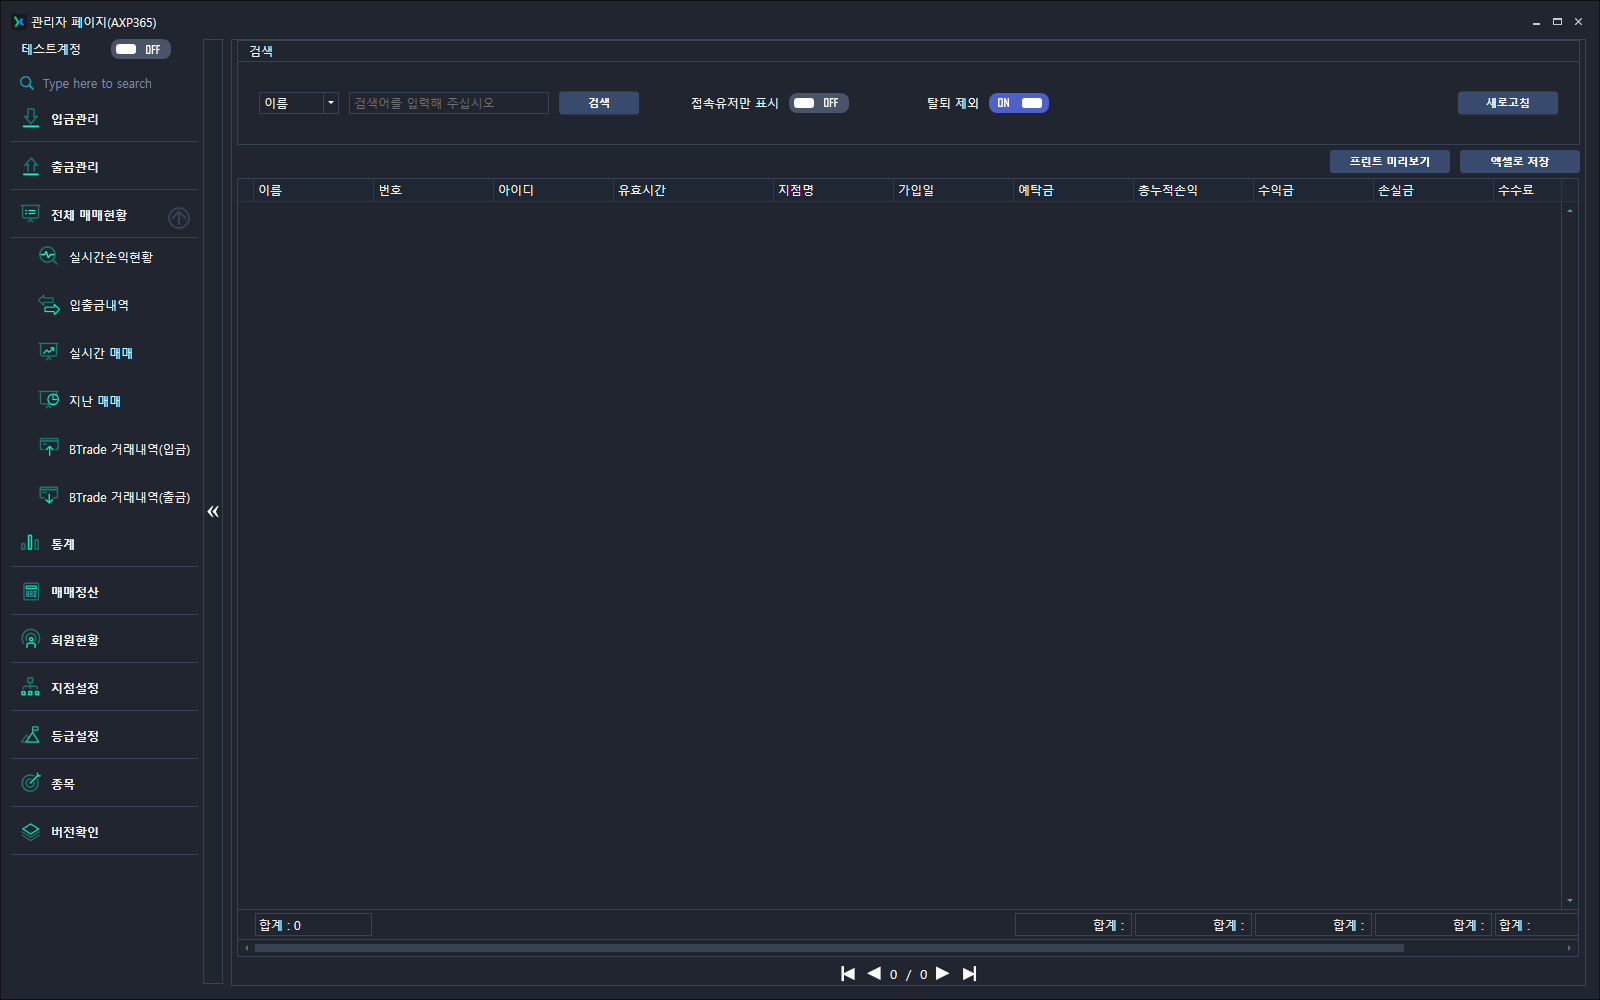 관리자 페이지(AXP365)
테스트계정 OFF
Type here to search
입금관리
출금관리
전체 매매현황
실시간손익현황
입출금내역
실시간 매매
지난 매매
BTrade 거래내역(입금)
BTrade 거래내역(출금)
통계
매매정산
회원현황
지점설정
등급설정
종목
버전확인
«
검색
이름 검색어를 입력해 주십시오 검색 접속유저만 표시 OFF 탈퇴 제외 ON 새로고침
프린트 미리보기 엑셀로 저장
이름 번호 아이디 유효시간 지점명 가입일 예탁금 총누적손익 수익금 손실금 수수료
합계 : 0 합계 : 합계 : 합계 : 합계 : 합계 :
0 / 0